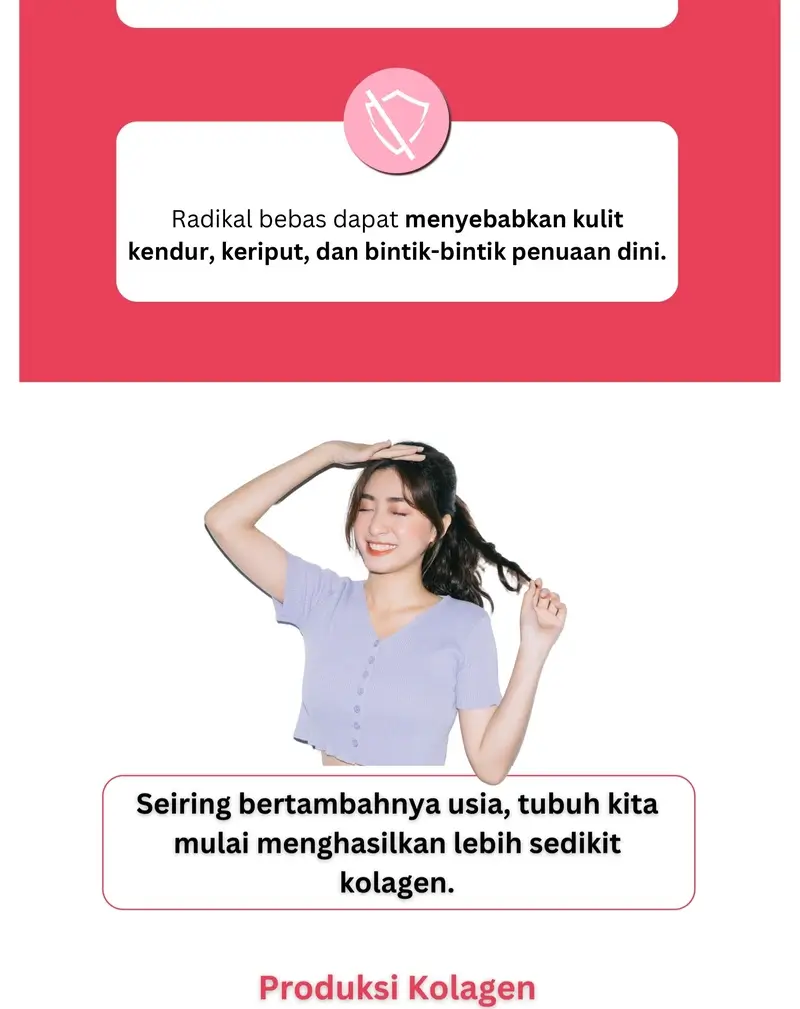 Radikal bebas dapat menyebabkan kulit
kendur, keriput, dan bintik-bintik penuaan dini.
Seiring bertambahnya usia, tubuh kita
mulai menghasilkan lebih sedikit
kolagen.
Produksi Kolagen